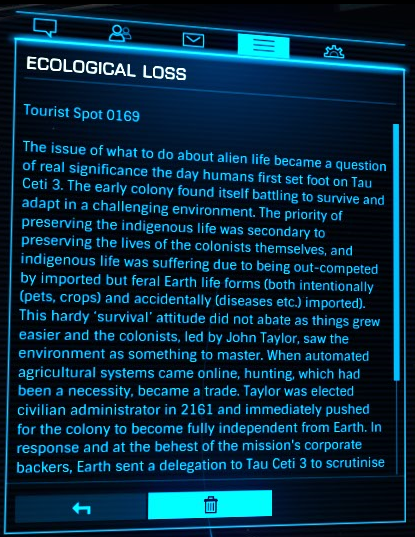 ECOLOGICAL LOSS
Tourist Spot 0169
The issue of what to do about alien life became a question
of real significance the day humans first set foot on Tau
Ceti 3. The early colony found itself battling to survive and
adapt in a challenging environment. The priority of
preserving the indigenous life was secondary to
preserving the lives of the colonists themselves, and
indigenous life was suffering due to being out-competed
by imported but feral Earth life forms (both intentionally
(pets, crops) and accidentally (diseases etc.) imported).
This hardy 'survival' attitude did not abate as things grew
easier and the colonists, led by John Taylor, saw the
environment as something to master. When automated
agricultural systems came online, hunting, which had
been a necessity, became a trade. Taylor was elected
civilian administrator in 2161 and immediately pushed
for the colony to become fully independent from Earth. In
response and at the behest of the mission's corporate
backers, Earth sent a delegation to Tau Ceti 3 to scrutinise